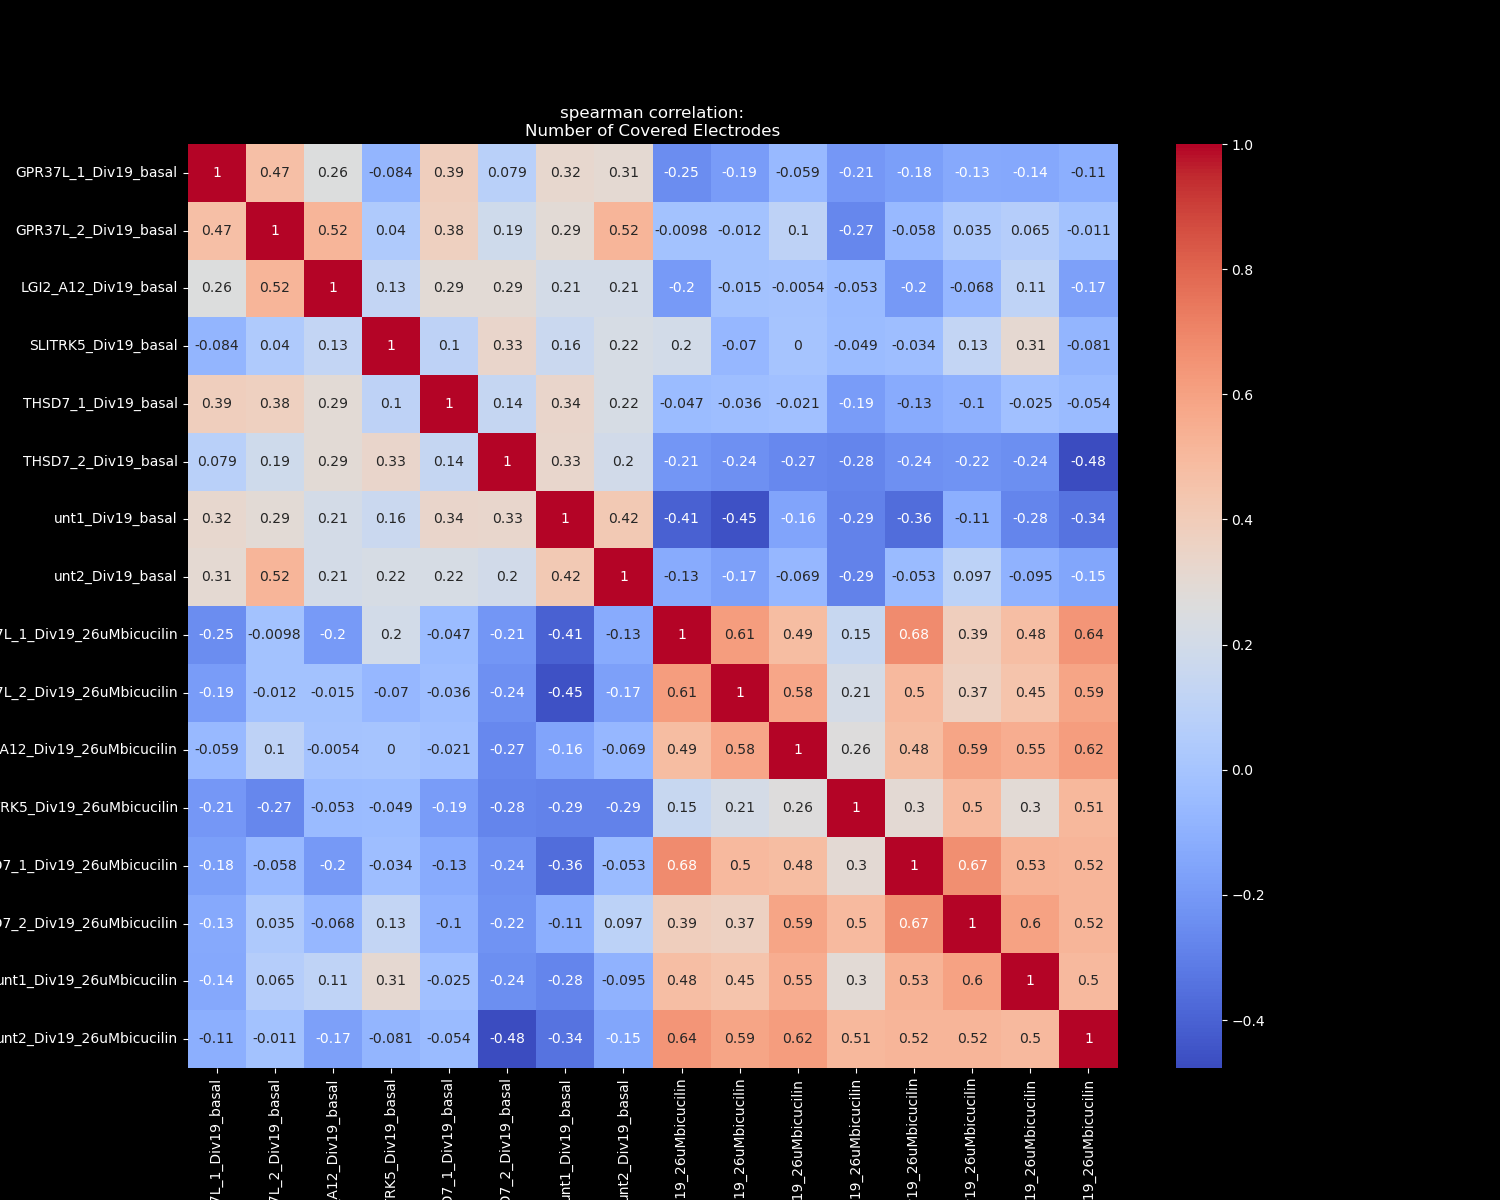 spearman correlation:
Number of Covered Electrodes
GPR37L_1_Div19_basal 1 0.47 0.26 -0.084 0.39 0.079 0.32 0.31 -0.25 -0.19 -0.059 -0.21 -0.18 -0.13 -0.14 -0.11
GPR37L_2_Div19_basal 0.47 1 0.52 0.04 0.38 0.19 0.29 0.52 -0.0098 -0.012 0.1 -0.27 -0.058 0.035 0.065 -0.011
LGI2_A12_Div19_basal 0.26 0.52 1 0.13 0.29 0.29 0.21 0.21 -0.2 -0.015 -0.0054 -0.053 -0.2 -0.068 0.11 -0.17
SLITRK5_Div19_basal -0.084 0.04 0.13 1 0.1 0.33 0.16 0.22 0.2 -0.07 0 -0.049 -0.034 0.13 0.31 -0.081
THSD7_1_Div19_basal 0.39 0.38 0.29 0.1 1 0.14 0.34 0.22 -0.047 -0.036 -0.021 -0.19 -0.13 -0.1 -0.025 -0.054
THSD7_2_Div19_basal 0.079 0.19 0.29 0.33 0.14 1 0.33 0.2 -0.21 -0.24 -0.27 -0.28 -0.24 -0.22 -0.24 -0.48
unt1_Div19_basal 0.32 0.29 0.21 0.16 0.34 0.33 1 0.42 -0.41 -0.45 -0.16 -0.29 -0.36 -0.11 -0.28 -0.34
unt2_Div19_basal 0.31 0.52 0.21 0.22 0.22 0.2 0.42 1 -0.13 -0.17 -0.069 -0.29 -0.053 0.097 -0.095 -0.15
7L_1_Div19_26uMbicucilin -0.25 -0.0098 -0.2 0.2 -0.047 -0.21 -0.41 -0.13 1 0.61 0.49 0.15 0.68 0.39 0.48 0.64
7L_2_Div19_26uMbicucilin -0.19 -0.012 -0.015 -0.07 -0.036 -0.24 -0.45 -0.17 0.61 1 0.58 0.21 0.5 0.37 0.45 0.59
A12_Div19_26uMbicucilin -0.059 0.1 -0.0054 0 -0.021 -0.27 -0.16 -0.069 0.49 0.58 1 0.26 0.48 0.59 0.55 0.62
RK5_Div19_26uMbicucilin -0.21 -0.27 -0.053 -0.049 -0.19 -0.28 -0.29 -0.29 0.15 0.21 0.26 1 0.3 0.5 0.3 0.51
D7_1_Div19_26uMbicucilin -0.18 -0.058 -0.2 -0.034 -0.13 -0.24 -0.36 -0.053 0.68 0.5 0.48 0.3 1 0.67 0.53 0.52
D7_2_Div19_26uMbicucilin -0.13 0.035 -0.068 0.13 -0.1 -0.22 -0.11 0.097 0.39 0.37 0.59 0.5 0.67 1 0.6 0.52
unt1_Div19_26uMbicucilin -0.14 0.065 0.11 0.31 -0.025 -0.24 -0.28 -0.095 0.48 0.45 0.55 0.3 0.53 0.6 1 0.5
unt2_Div19_26uMbicucilin -0.11 -0.011 -0.17 -0.081 -0.054 -0.48 -0.34 -0.15 0.64 0.59 0.62 0.51 0.52 0.52 0.5 1
7L_1_Div19_basal
7L_2_Div19_basal
A12_Div19_basal
RK5_Div19_basal
D7_1_Div19_basal
D7_2_Div19_basal
unt1_Div19_basal
unt2_Div19_basal
19_26uMbicucilin
19_26uMbicucilin
19_26uMbicucilin
19_26uMbicucilin
19_26uMbicucilin
19_26uMbicucilin
19_26uMbicucilin
19_26uMbicucilin
1.0
0.8
0.6
0.4
0.2
0.0
−0.2
−0.4